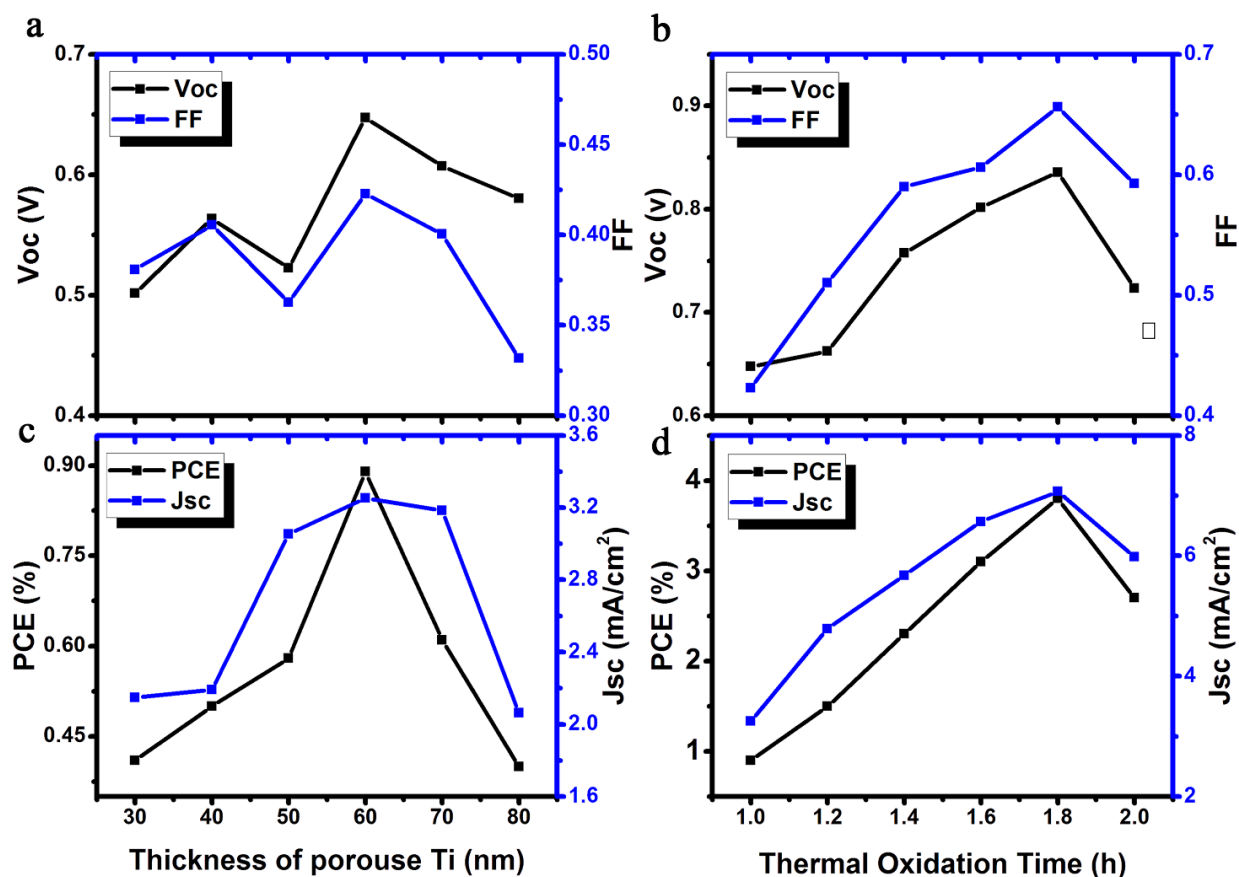 a
0.7
0.6
0.5
0.4
Voc (V)
Voc
FF
0.50
0.45
0.40
0.35
0.30
FF
b
0.9
0.8
0.7
0.6
Voc (v)
Voc
FF
0.7
0.6
0.5
0.4
FF
c
0.90
0.75
0.60
0.45
PCE (%)
PCE
Jsc
3.6
3.2
2.8
2.4
2.0
1.6
Jsc (mA/cm²)
30 40 50 60 70 80
Thickness of porouse Ti (nm)
d
4
3
2
1
PCE (%)
PCE
Jsc
8
6
4
2
Jsc (mA/cm²)
1.0 1.2 1.4 1.6 1.8 2.0
Thermal Oxidation Time (h)